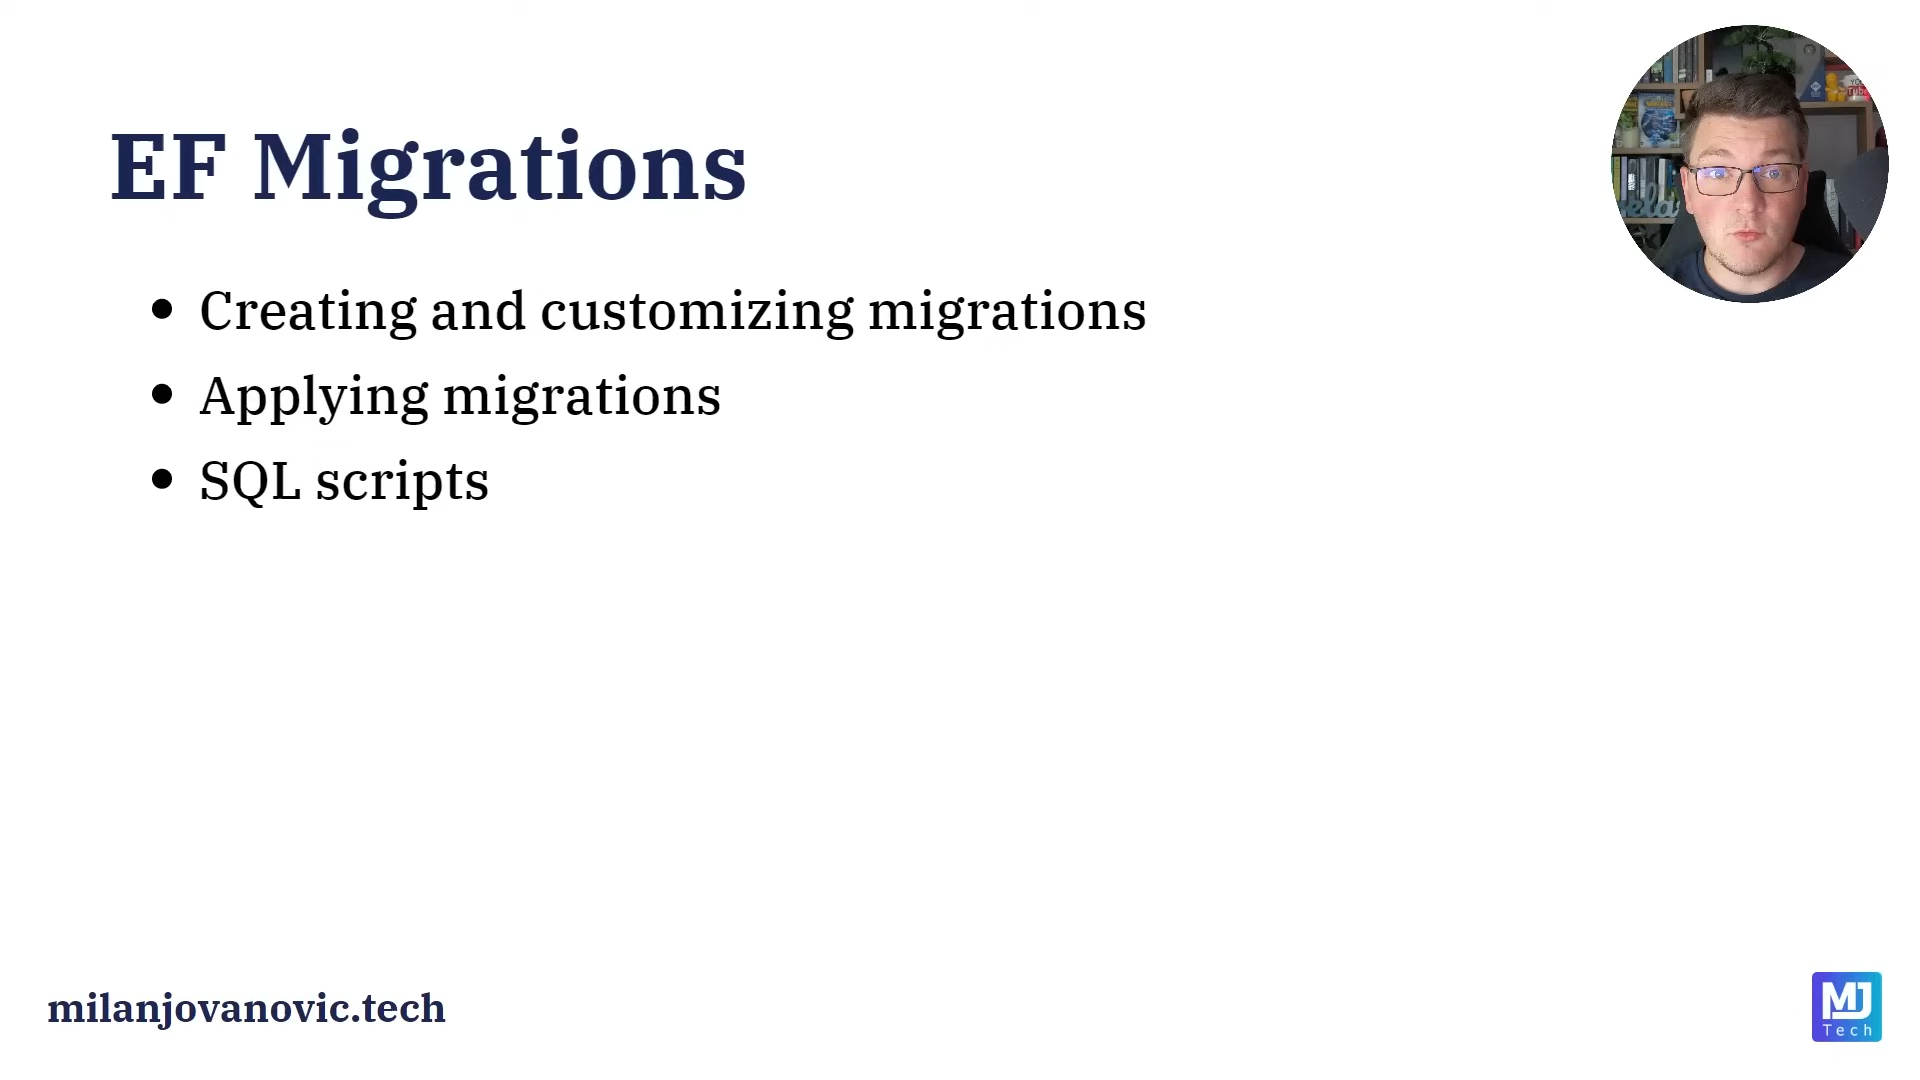 EF Migrations
Creating and customizing migrations
Applying migrations
SQL scripts
milanjovanovic.tech
MJ
Tech